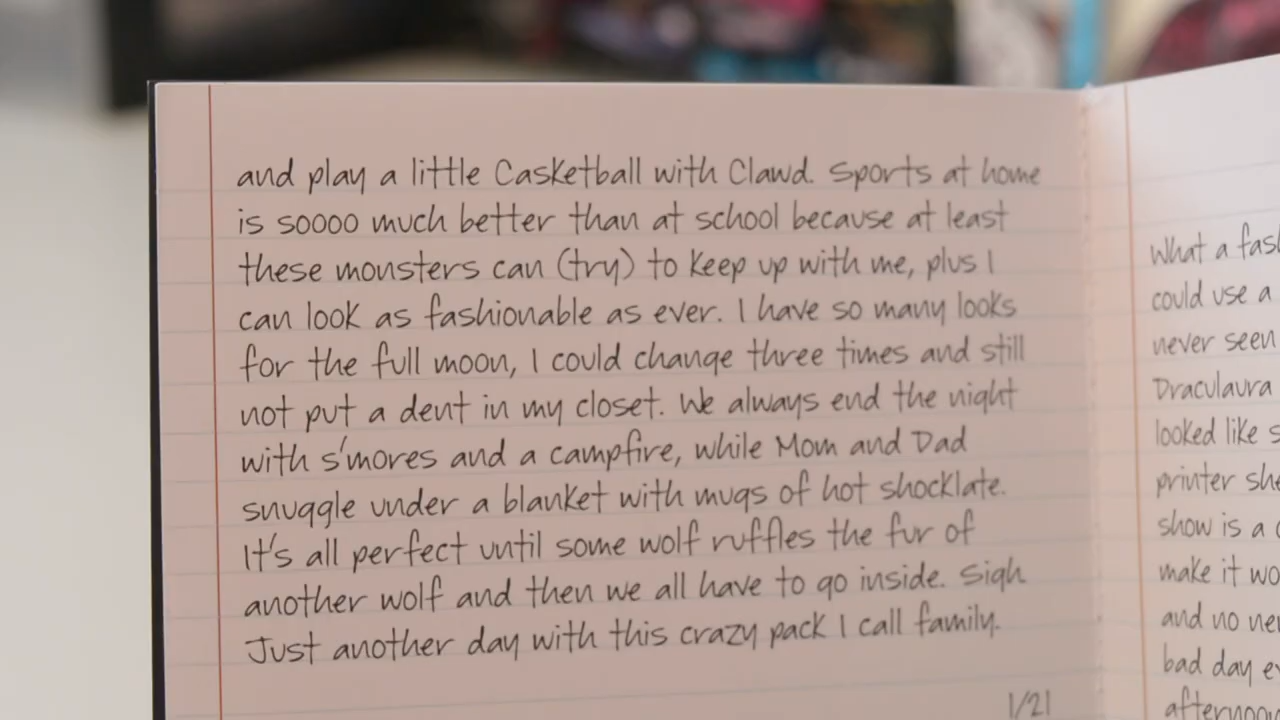 and play a little Casketball with Clawd. Sports at home
is soooo much better than at school because at least
these monsters can (try) to keep up with me, plus I
can look as fashionable as ever. I have so many looks
for the full moon, I could change three times and still
not put a dent in my closet. We always end the night
with s'mores and a campfire, while Mom and Dad
snuggle under a blanket with mugs of hot shocklate.
It's all perfect until some wolf ruffles the fur of
another wolf and then we all have to go inside. Sigh
Just another day with this crazy pack I call family.
1/21
What a
could use a
never seen
Draculaura
looked like
printer
show is a
make it
and no
bad day